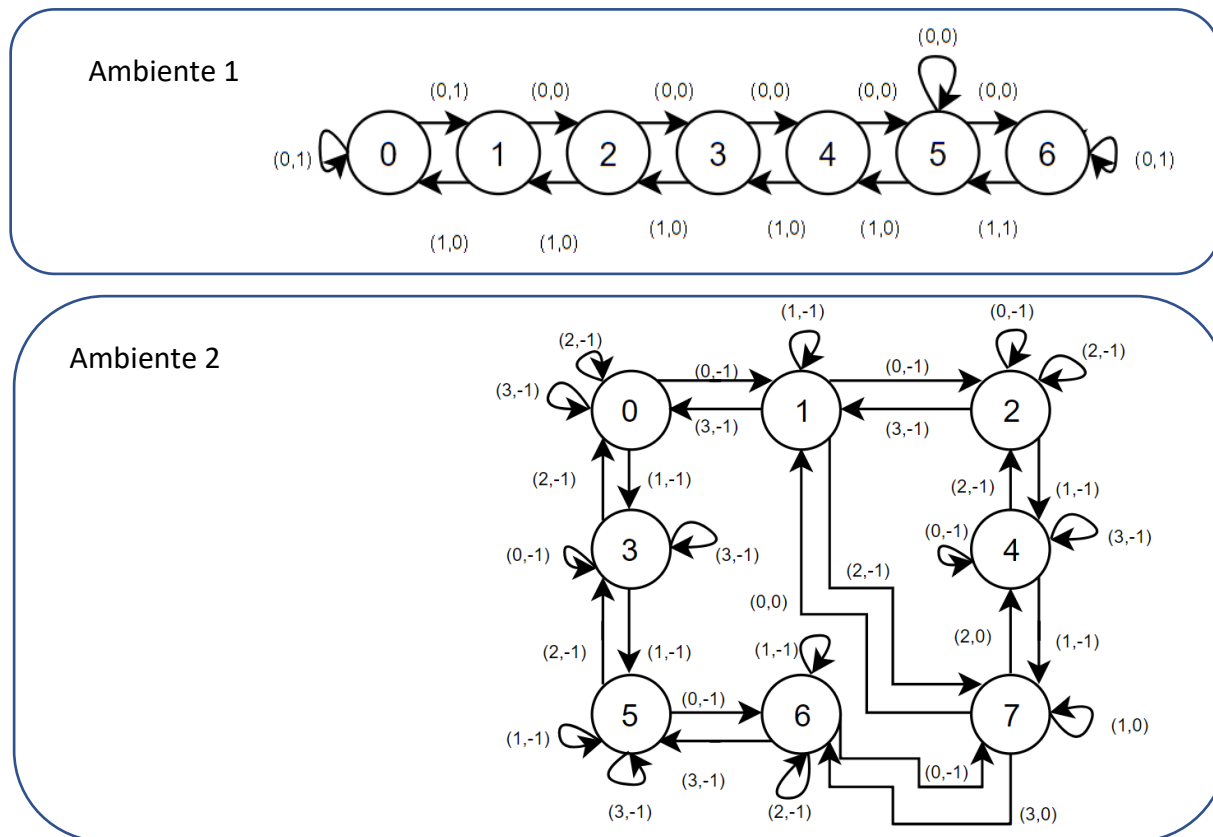 Ambiente 1
(0,0)
(0,1) (0,0) (0,0) (0,0) (0,0) (0,0)
(0,1) 0 1 2 3 4 5 6 (0,1)
(1,0) (1,0) (1,0) (1,0) (1,0) (1,1)
Ambiente 2
(1,-1) (0,-1)
(2,-1) (2,-1)
(0,-1) (0,-1)
(3,-1) 0 1 2
(3,-1) (3,-1)
(2,-1) (1,-1) (2,-1) (1,-1)
(0,-1) 3 (3,-1) (0,-1) 4 (3,-1)
(2,-1)
(0,0) (2,0)
(2,-1) (1,-1) (1,-1) (1,-1)
(0,-1)
5 6 7
(1,-1) (1,0)
(3,-1) (0,-1)
(3,-1) (2,-1) (3,0)